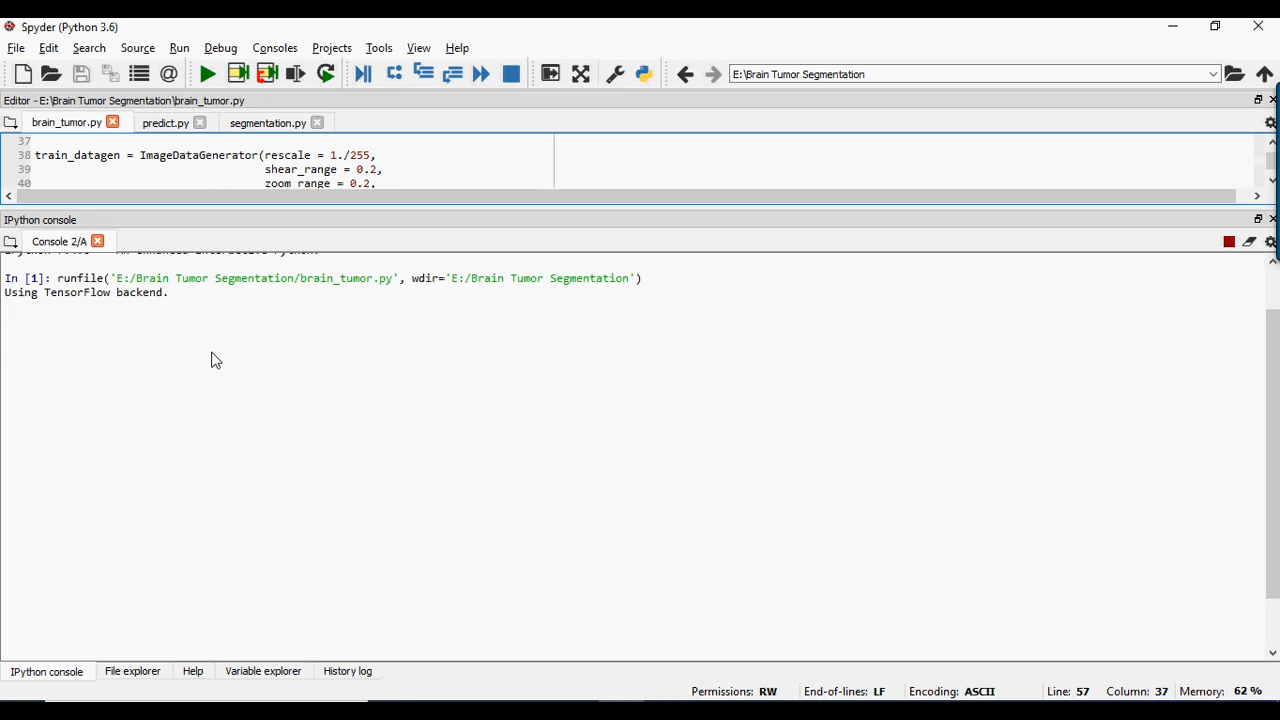 Spyder (Python 3.6)
File Edit Search Source Run Debug Consoles Projects Tools View Help
E:\Brain Tumor Segmentation
Editor - E:\Brain Tumor Segmentation\brain_tumor.py
brain_tumor.py predict.py segmentation.py
37
38 train_datagen = ImageDataGenerator(rescale = 1./255,
39 shear_range = 0.2,
40 zoom_range = 0.2,
IPython console
Console 2/A
In [1]: runfile('E:/Brain Tumor Segmentation/brain_tumor.py', wdir='E:/Brain Tumor Segmentation')
Using TensorFlow backend.
IPython console File explorer Help Variable explorer History log
Permissions: RW End-of-lines: LF Encoding: ASCII Line: 57 Column: 37 Memory: 62 %